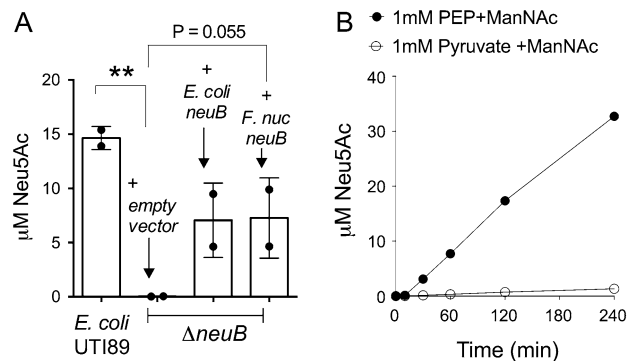 A
P = 0.055
**
+
E. coli
neuB
+
F. nuc
neuB
+
empty
vector
μM Neu5Ac
20
15
10
5
0
E. coli
UTI89
ΔneuB
B
1mM PEP+ManNAc
1mM Pyruvate +ManNAc
μM Neu5Ac
40
30
20
10
0
0 60 120 180 240
Time (min)